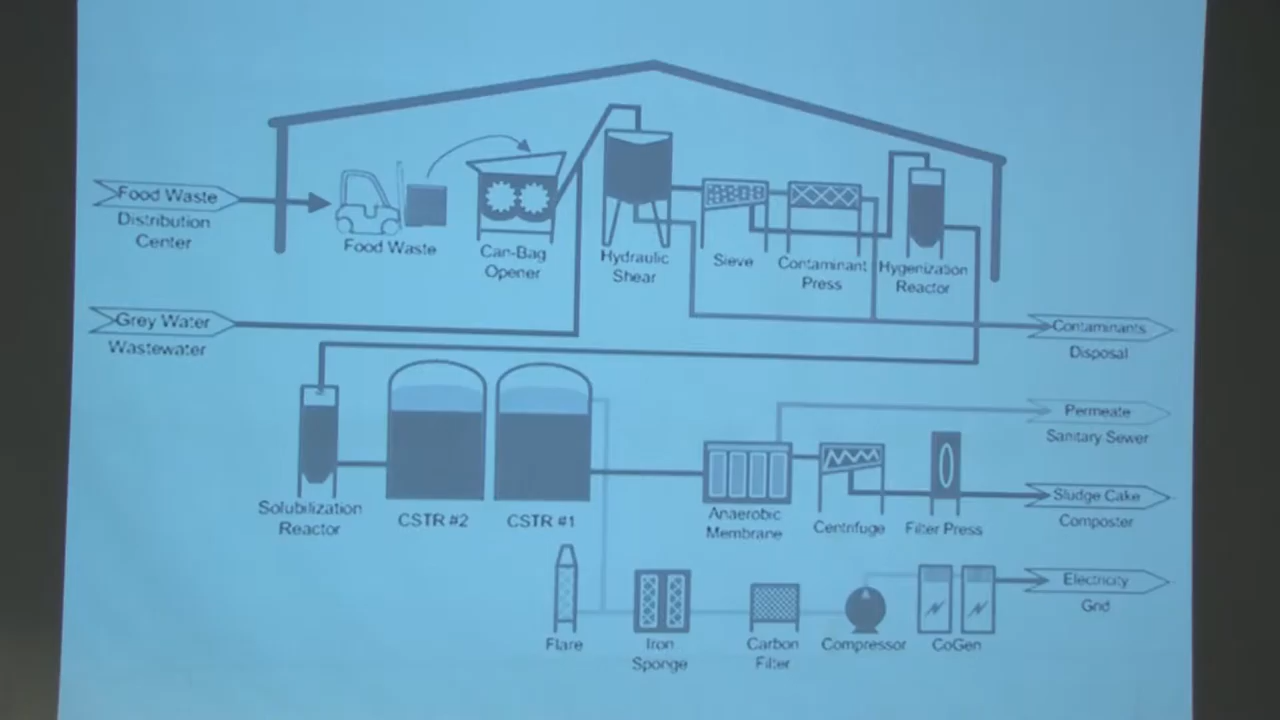 Food Waste
Distribution
Center
Food Waste
Can-Bag
Opener
Hydraulic
Shear
Sieve
Contaminant
Press
Hygenization
Reactor
Grey Water
Wastewater
Contaminants
Disposal
Permeate
Sanitary Sewer
Solubilization
Reactor
CSTR #2
CSTR #1
Anaerobic
Membrane
Centrifuge
Filter Press
Sludge Cake
Composter
Electricity
Grid
Flare
Iron
Sponge
Carbon
Filter
Compressor
CoGen